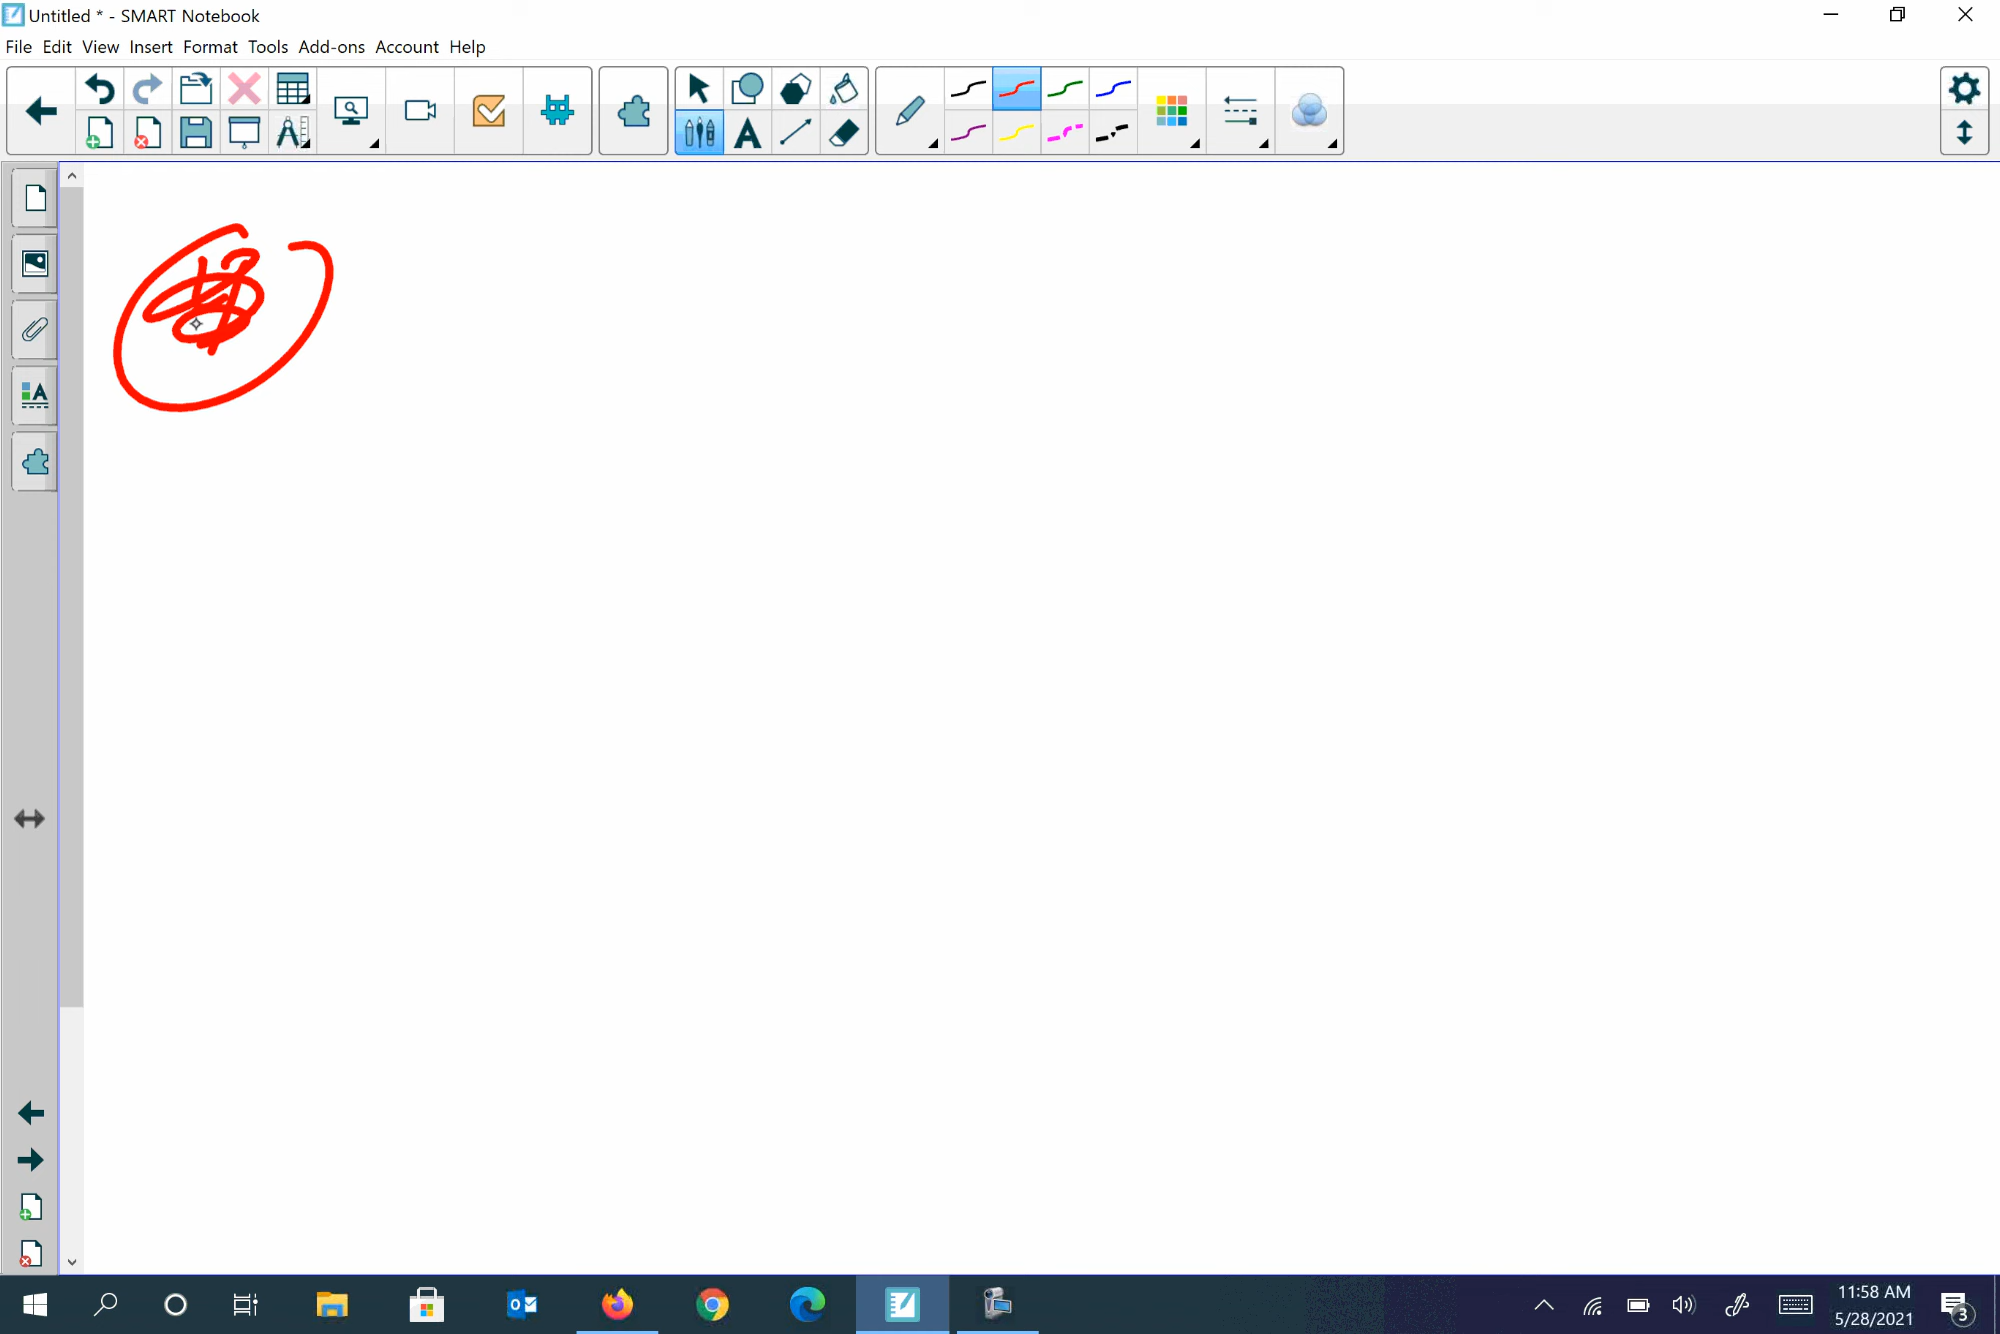 Untitled * - SMART Notebook
File Edit View Insert Format Tools Add-ons Account Help
11:58 AM
5/28/2021
3